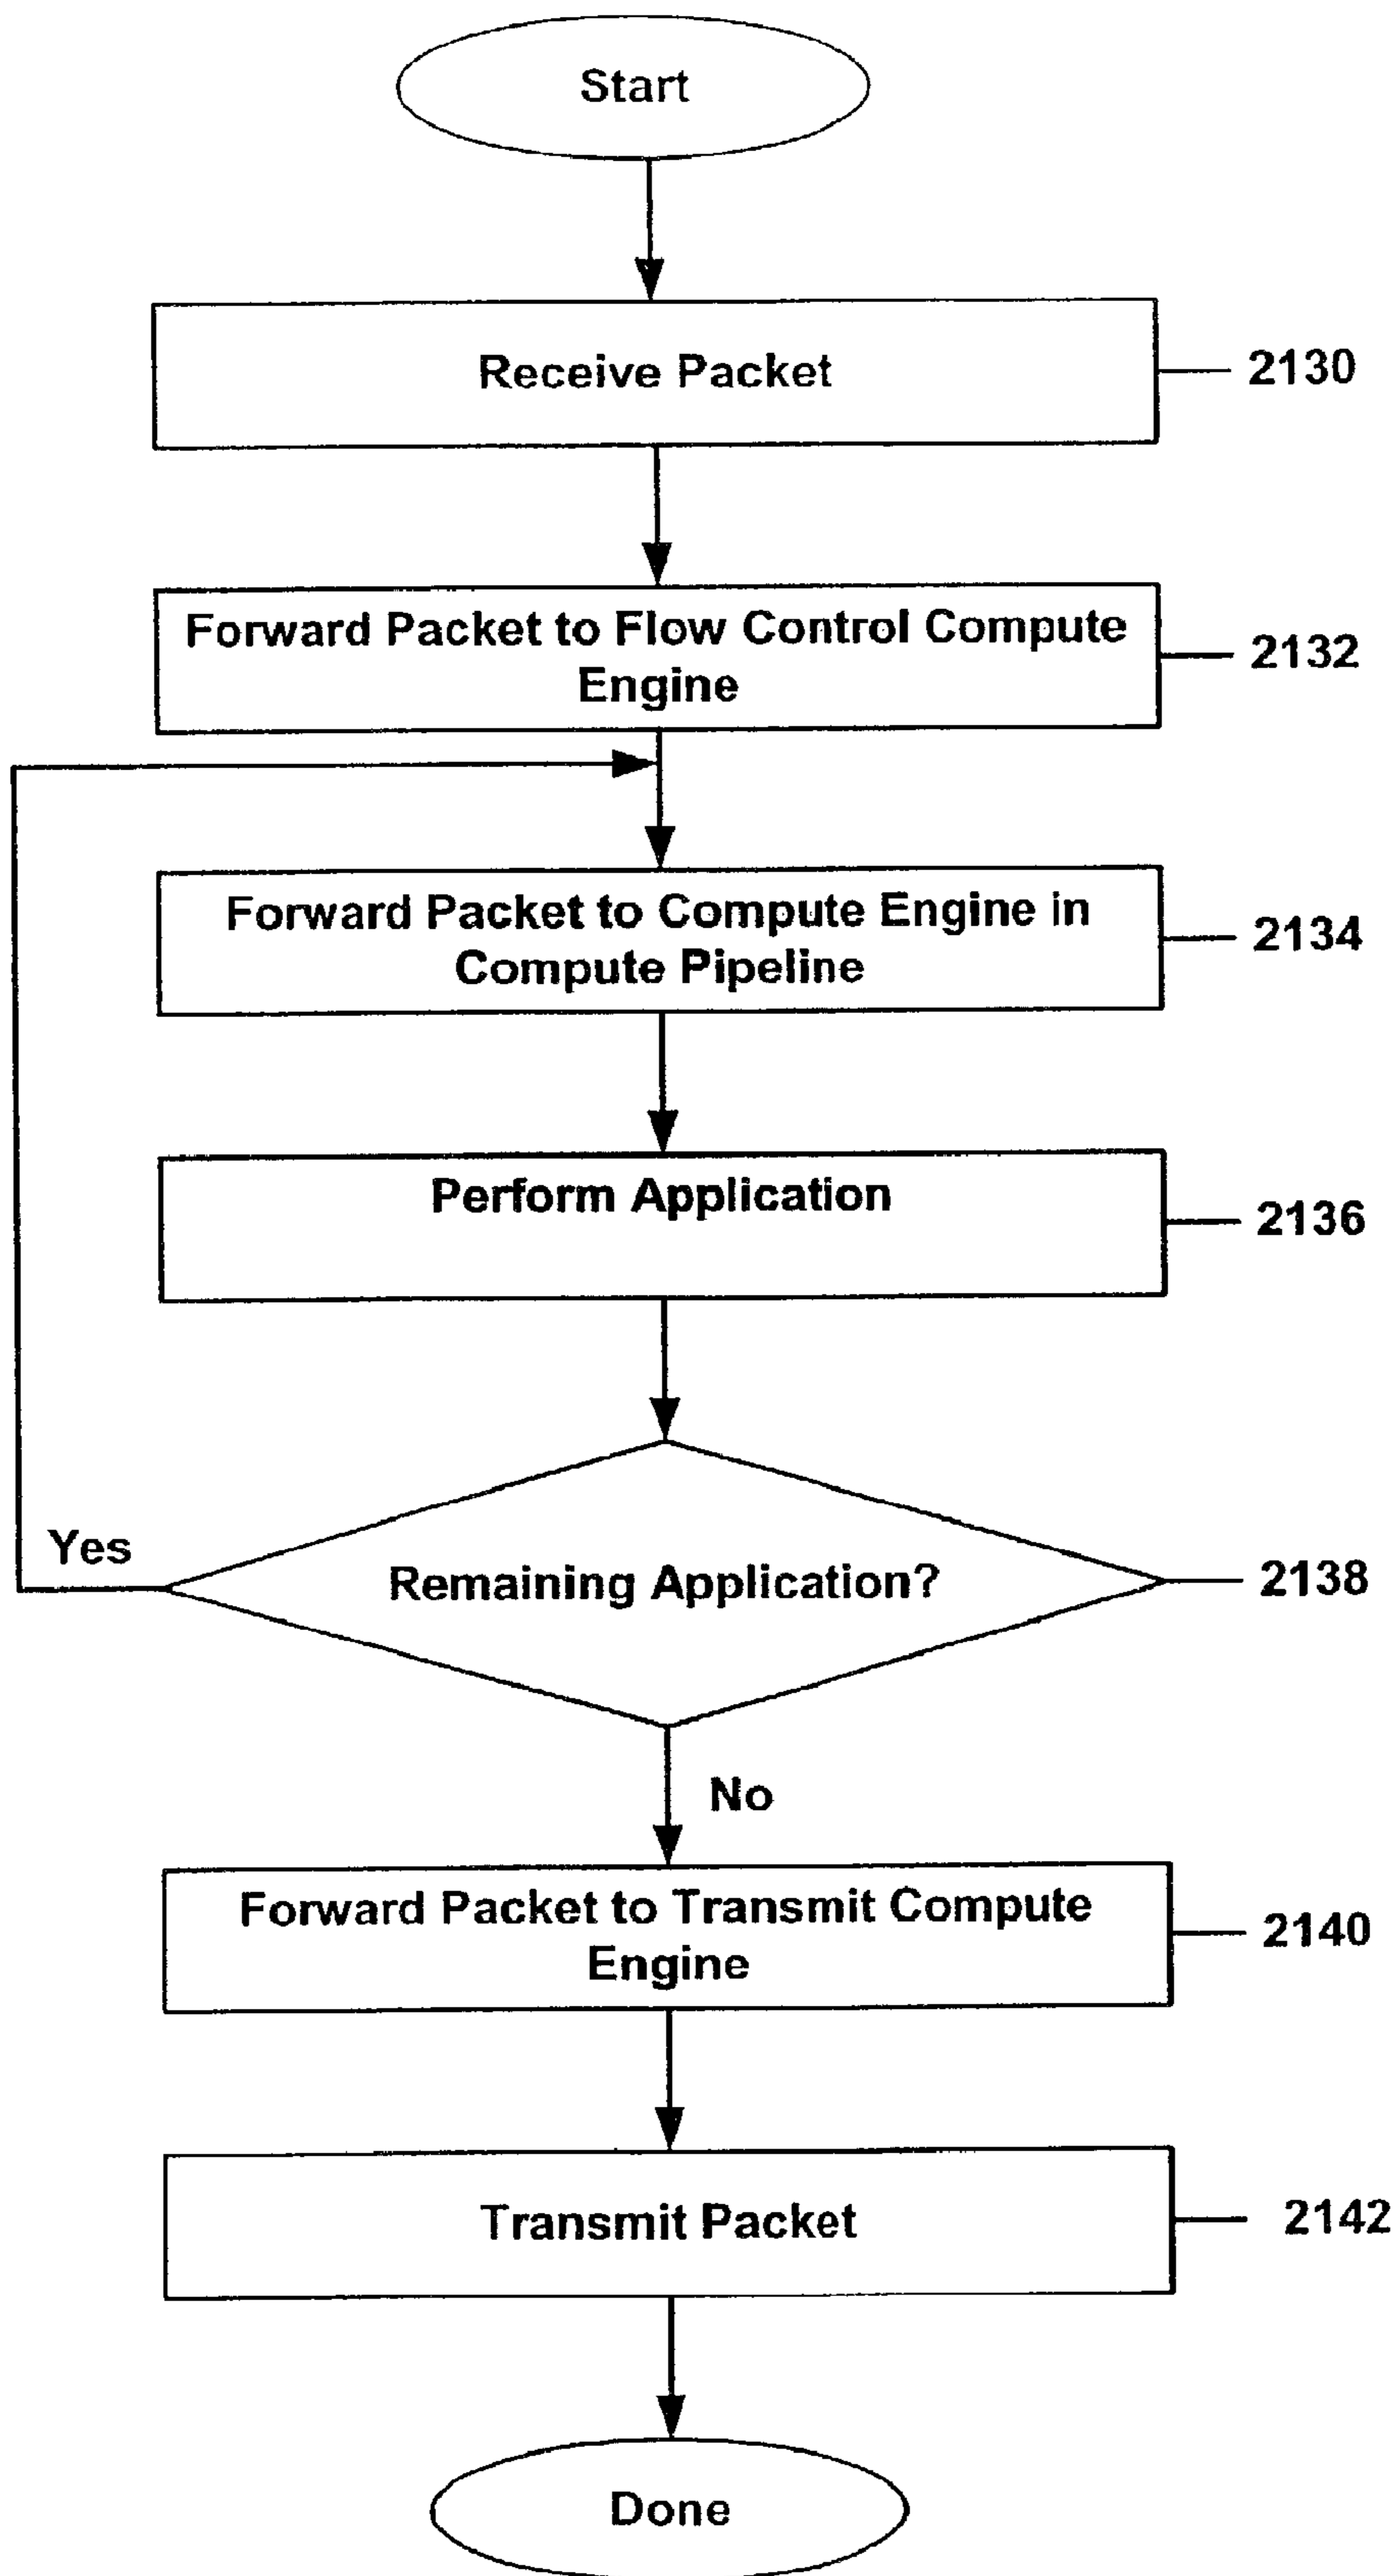 Start
Receive Packet
2130
Forward Packet to Flow Control Compute
Engine
2132
Forward Packet to Compute Engine in
Compute Pipeline
2134
Perform Application
2136
Yes
Remaining Application?
2138
No
Forward Packet to Transmit Compute
Engine
2140
Transmit Packet
2142
Done